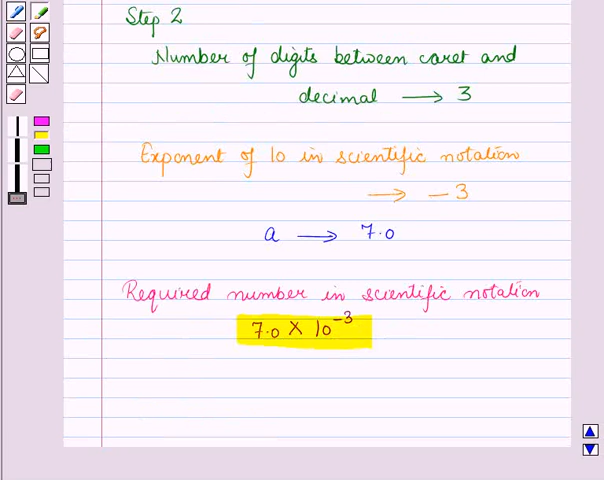 Step 2
Number of digits between caret and
decimal → 3
Exponent of 10 in scientific notation
→ -3
a → 7.0
Required number in scientific notation
7.0 × 10⁻³